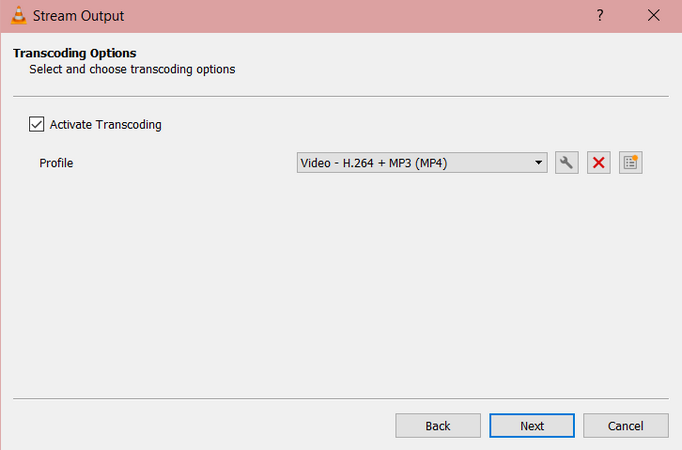 Stream Output
?
Transcoding Options
Select and choose transcoding options
Activate Transcoding
Profile Video - H.264 + MP3 (MP4)
Back Next Cancel